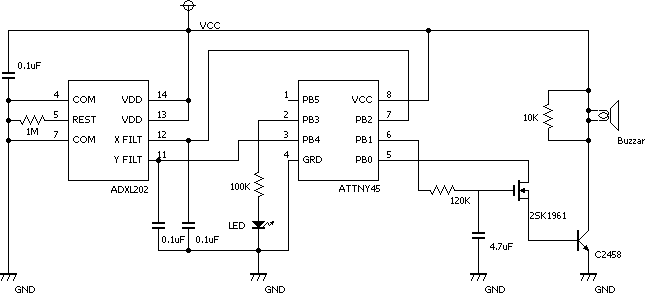 VCC
0.1uF
4 COM VDD 14
5 REST VDD 13
7 COM X FILT 12
Y FILT 11
1M
ADXL202
1 PB5 VCC 8
2 PB3 PB2 7
3 PB4 PB1 6
4 GRD PB0 5
ATTNY45
10K
Buzzar
100K
120K
2SK1961
LED
0.1uF 0.1uF
4.7uF
C2458
GND GND GND GND